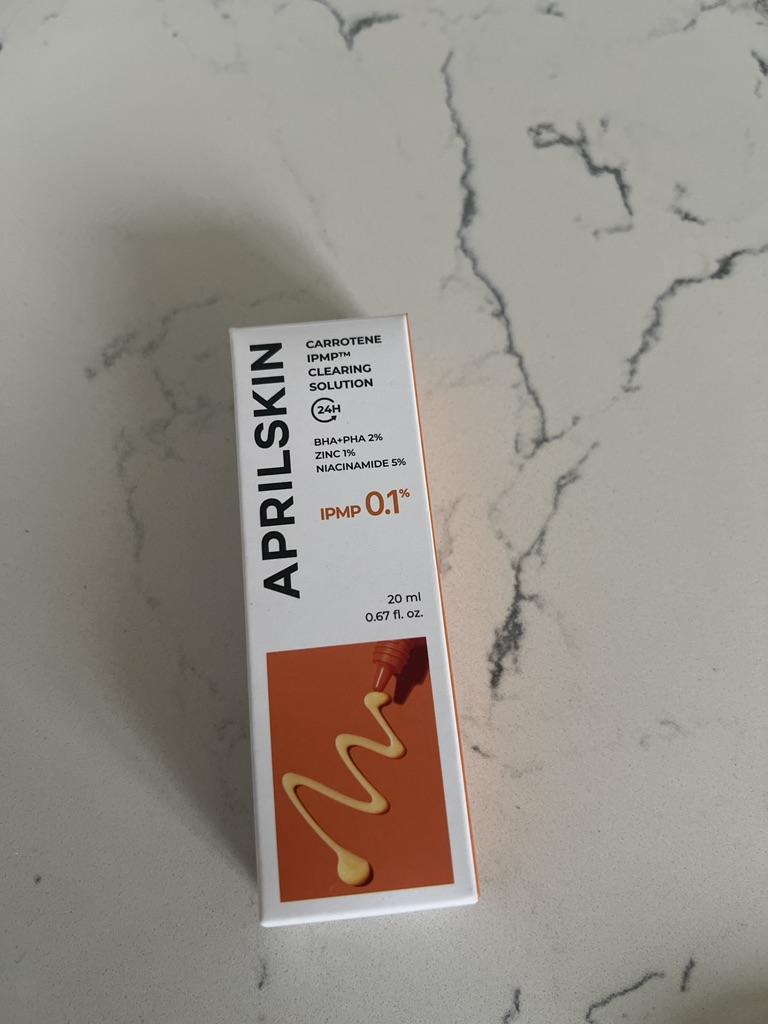 APRILSKIN
CARROTENE
IPMP™
CLEARING
SOLUTION
24H
BHA+PHA 2%
ZINC 1%
NIACINAMIDE 5%
IPMP 0.1%
20 ml
0.67 fl. oz.